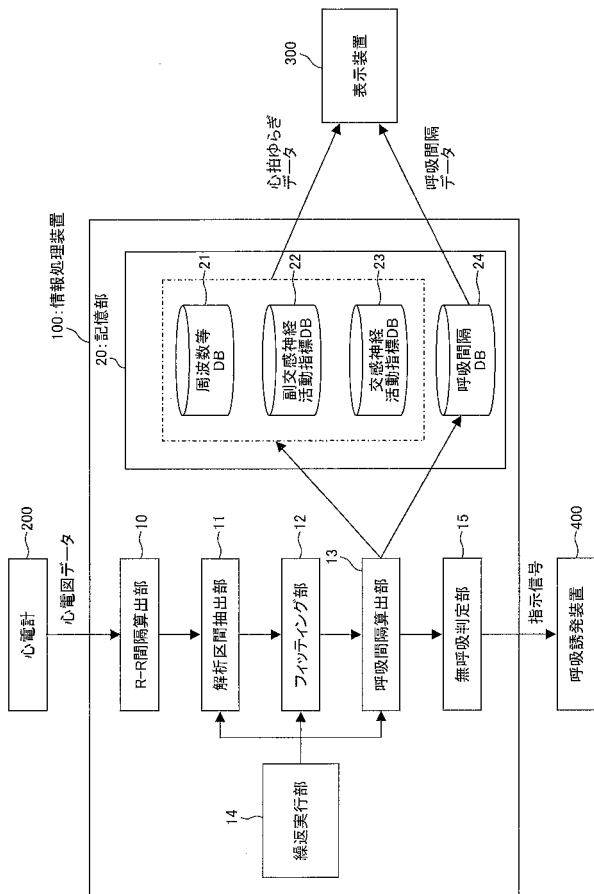 100:情報処理装置
200
心電計
心電図データ
10
R-R間隔算出部
11
解析区間抽出部
12
フィッティング部
13
呼吸間隔算出部
14
繰返実行部
15
無呼吸判定部
指示信号
400
呼吸誘発装置
20:記憶部
21
周波数等
DB
22
副交感神経
活動指標DB
23
交感神経
活動指標DB
24
呼吸間隔
DB
心拍ゆらぎ
データ
呼吸間隔
データ
300
表示装置